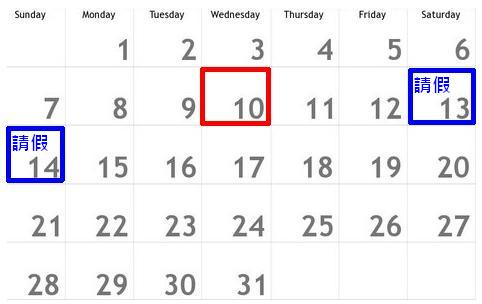 Sunday Monday Tuesday Wednesday Thursday Friday Saturday
1 2 3 4 5 6
請假
7 8 9 10 11 12 13
請假
14 15 16 17 18 19 20
21 22 23 24 25 26 27
28 29 30 31